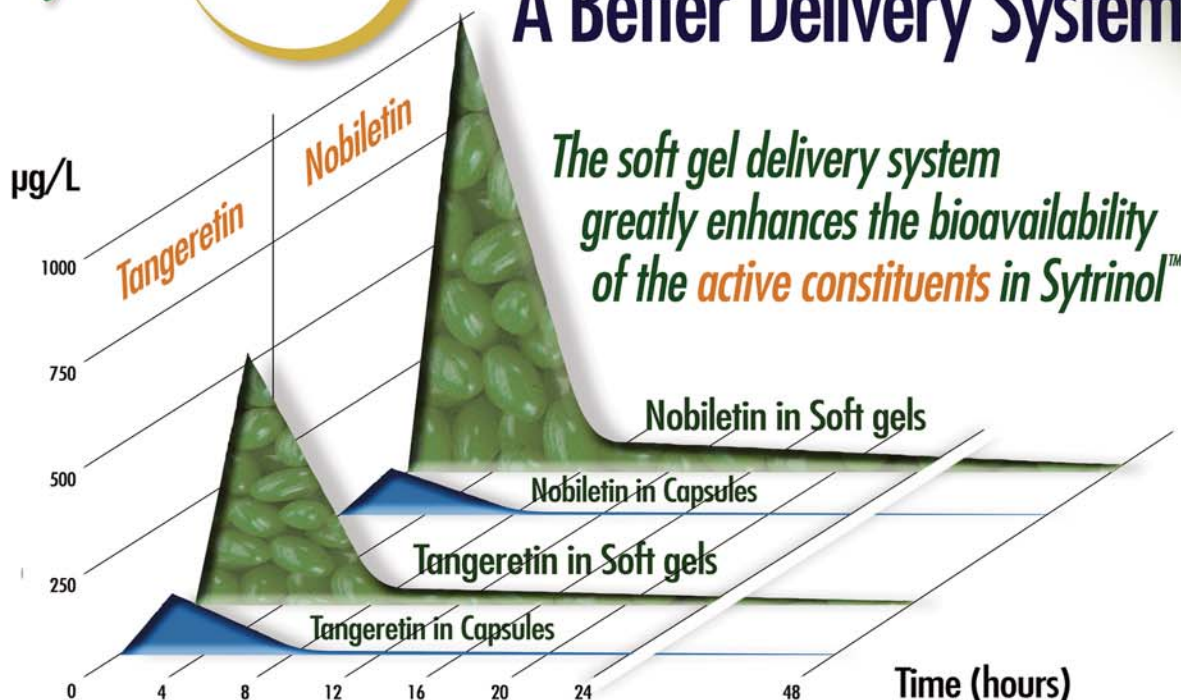 A Better Delivery System
Nobiletin
Tangeretin
µg/L
The soft gel delivery system
greatly enhances the bioavailability
of the active constituents in Sytrinol™
1000
750
500
250
Nobiletin in Soft gels
Nobiletin in Capsules
Tangeretin in Soft gels
Tangeretin in Capsules
0 4 8 12 16 20 24 48
Time (hours)